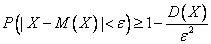 P(| X − M(X) |< ε) ≥ 1 − D(X)/ε²